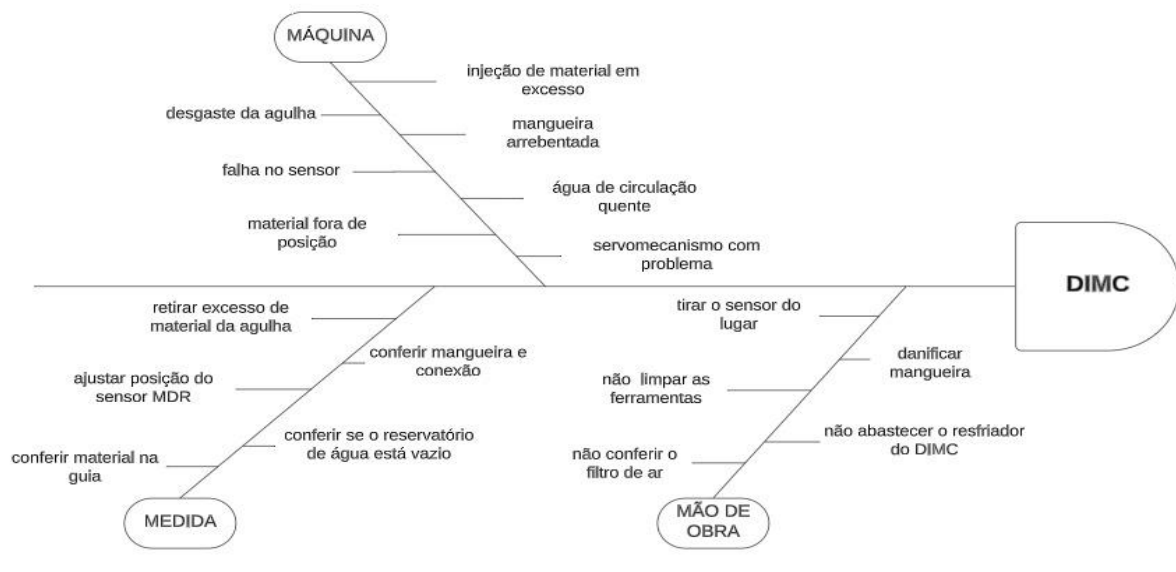 MÁQUINA
injeção de material em
excesso
desgaste da agulha
mangueira
arrebentada
falha no sensor
água de circulação
quente
material fora de
posição
servomecanismo com
problema
DIMC
retirar excesso de
material da agulha
conferir mangueira e
conexão
ajustar posição do
sensor MDR
conferir se o reservatório
de água está vazio
conferir material na
guia
MEDIDA
tirar o sensor do
lugar
danificar
mangueira
não limpar as
ferramentas
não abastecer o resfriador
do DIMC
não conferir o
filtro de ar
MÃO DE
OBRA